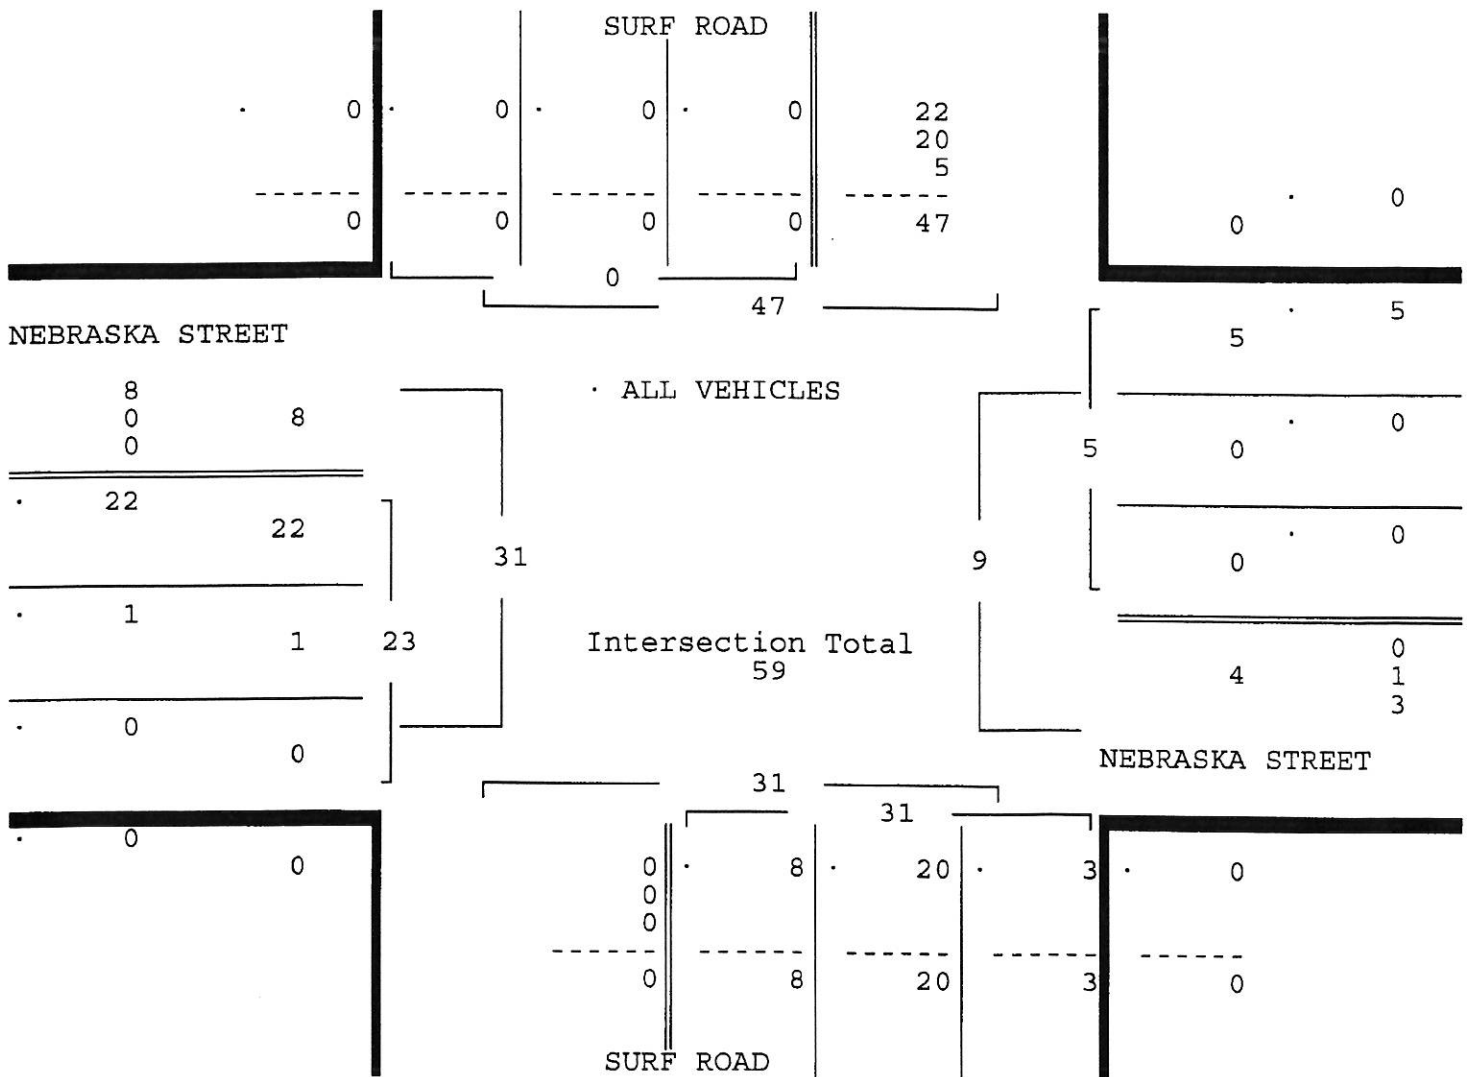 SURF ROAD
. 0 . 0 . 0 . 0 22
20
5
------ ------ ------ ------ ------
0 0 0 0 47
. 0
0
0
47
. 5
5
NEBRASKA STREET
8
0 8
0
. ALL VEHICLES
. 0
5 0
. 22
22
. 0
31 9 0
. 1
1 23
Intersection Total
59
0
4 1
3
. 0
0
NEBRASKA STREET
31
31
. 0
0
0 . 8 . 20 . 3 . 0
0
0
------ ------ ------ ------ ------
0 8 20 3 0
SURF ROAD